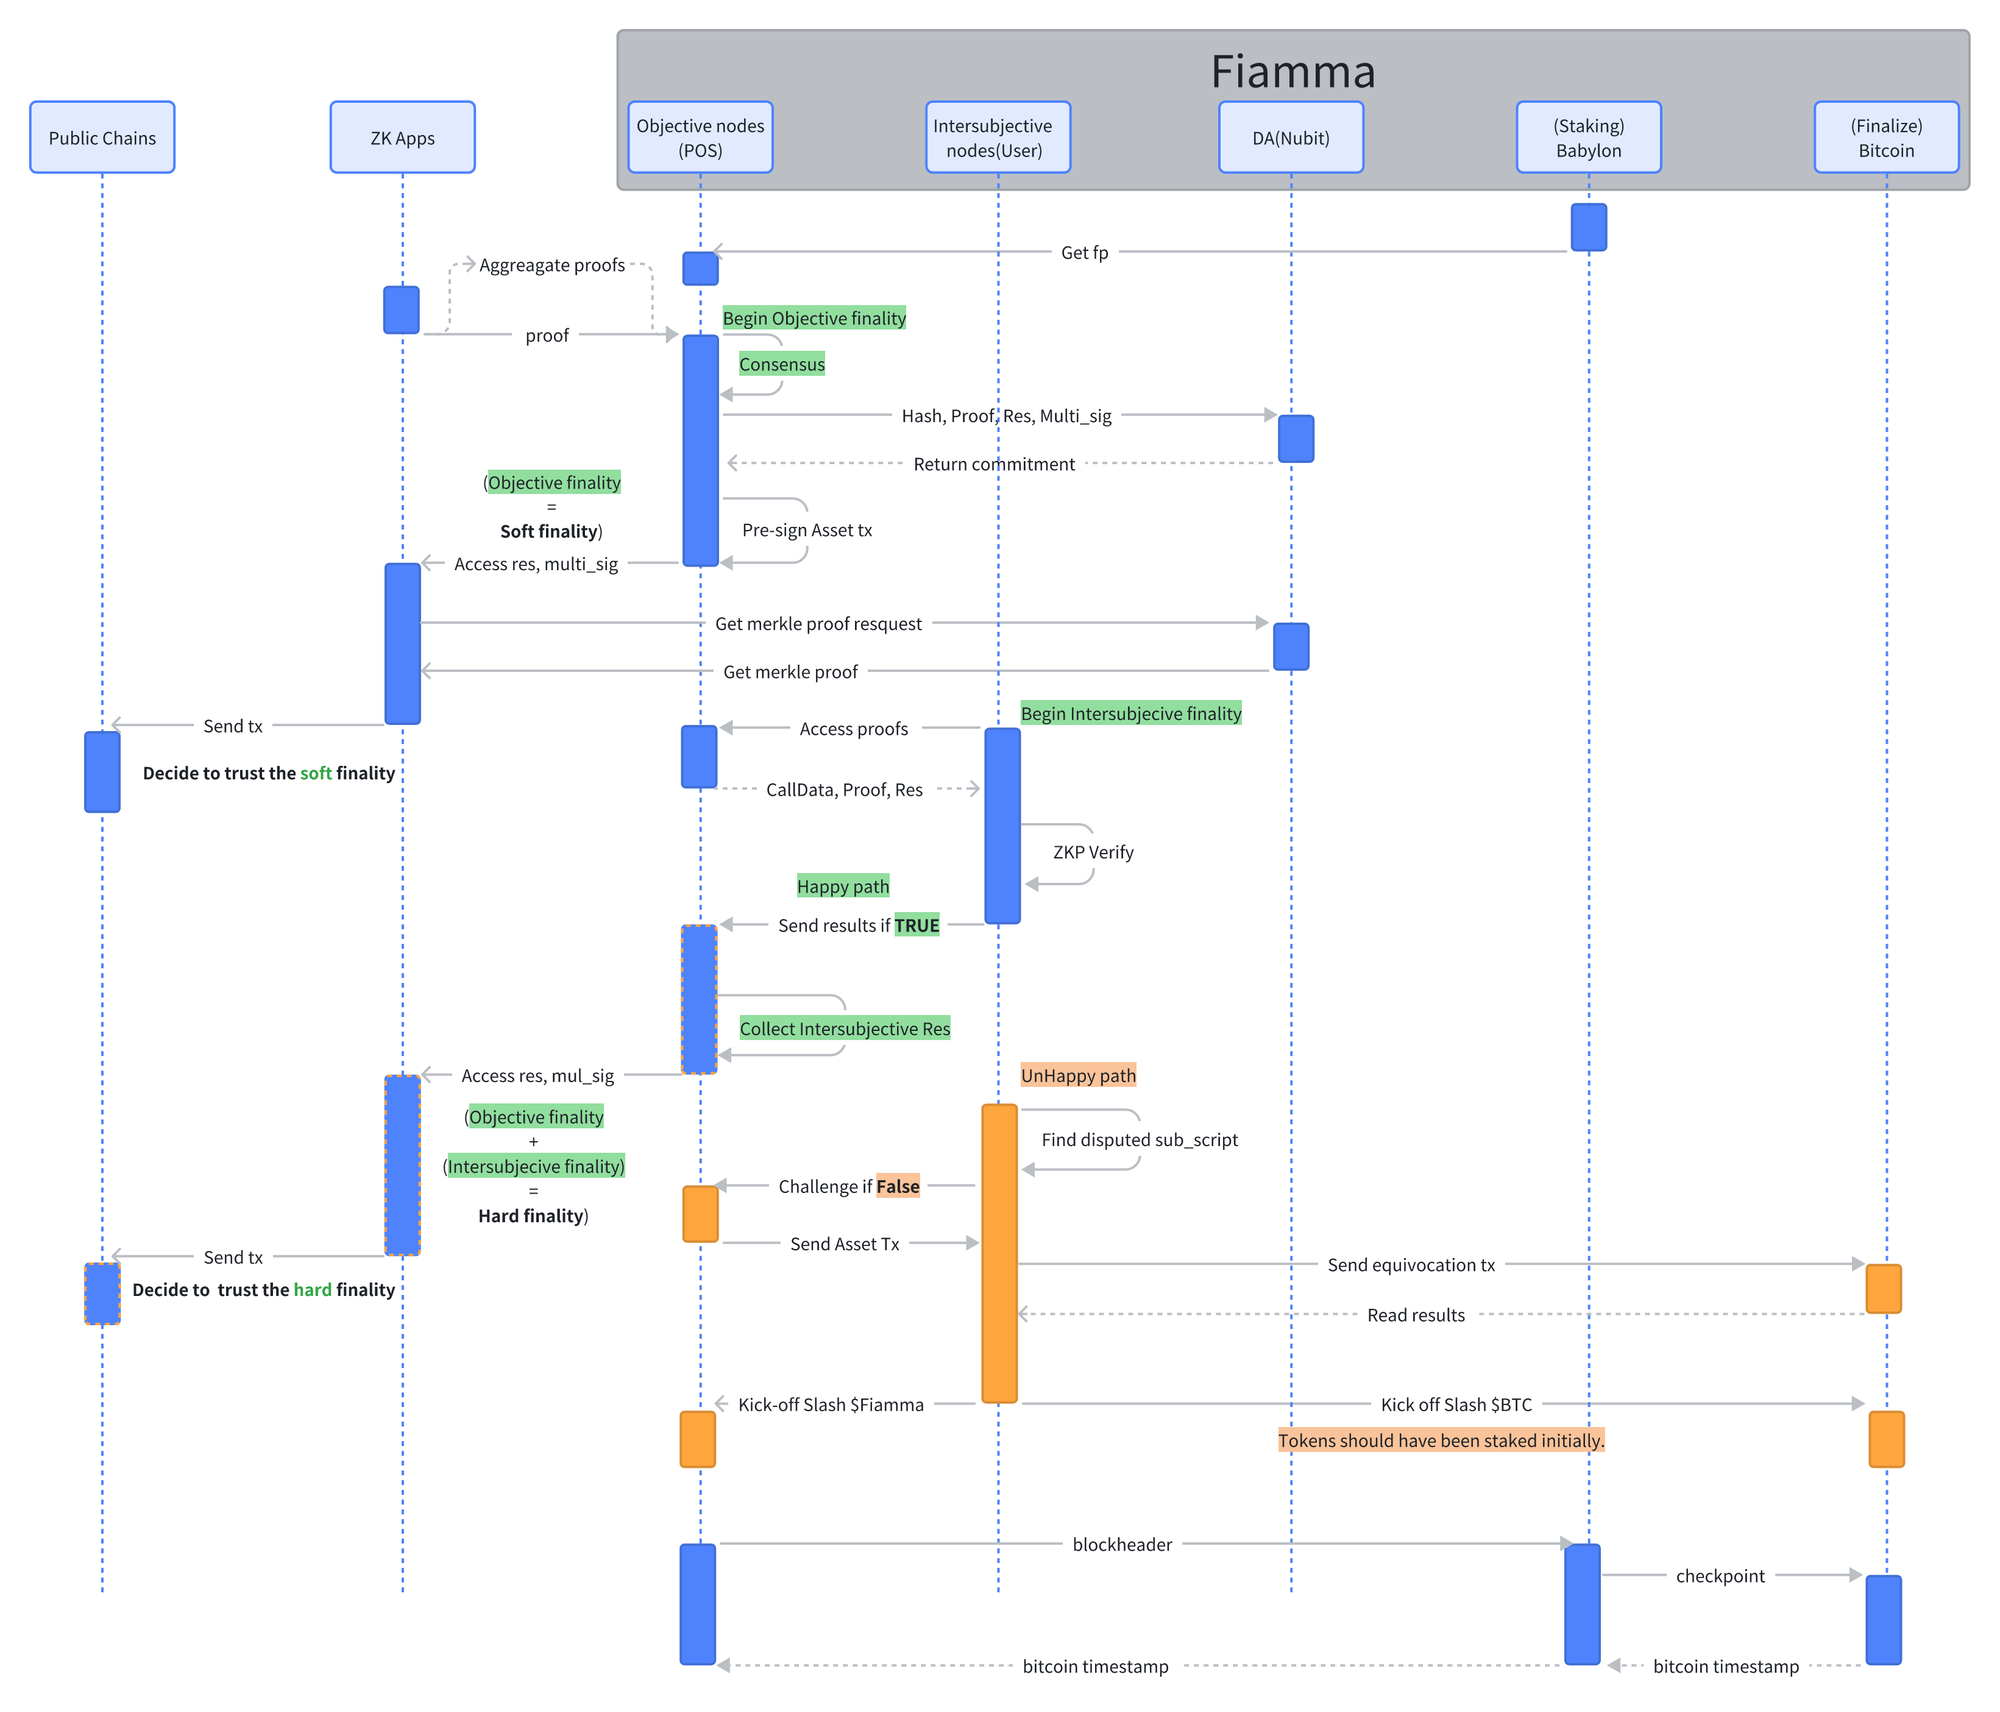 Fiamma
Public Chains
ZK Apps
Objective nodes
(POS)
Intersubjective
nodes(User)
DA(Nubit)
(Staking)
Babylon
(Finalize)
Bitcoin
Get fp
Aggreagate proofs
Begin Objective finality
proof
Consensus
Hash, Proof, Res, Multi_sig
Return commitment
(Objective finality
=
Soft finality)
Pre-sign Asset tx
Access res, multi_sig
Get merkle proof resquest
Get merkle proof
Begin Intersubjecive finality
Send tx
Access proofs
Decide to trust the soft finality
CallData, Proof, Res
ZKP Verify
Happy path
Send results if TRUE
Collect Intersubjective Res
Access res, mul_sig
UnHappy path
(Objective finality
+
(Intersubjecive finality)
=
Hard finality)
Find disputed sub_script
Challenge if False
Send Asset Tx
Send tx
Send equivocation tx
Decide to  trust the hard finality
Read results
Kick-off Slash $Fiamma
Kick off Slash $BTC
Tokens should have been staked initially.
blockheader
checkpoint
bitcoin timestamp
bitcoin timestamp